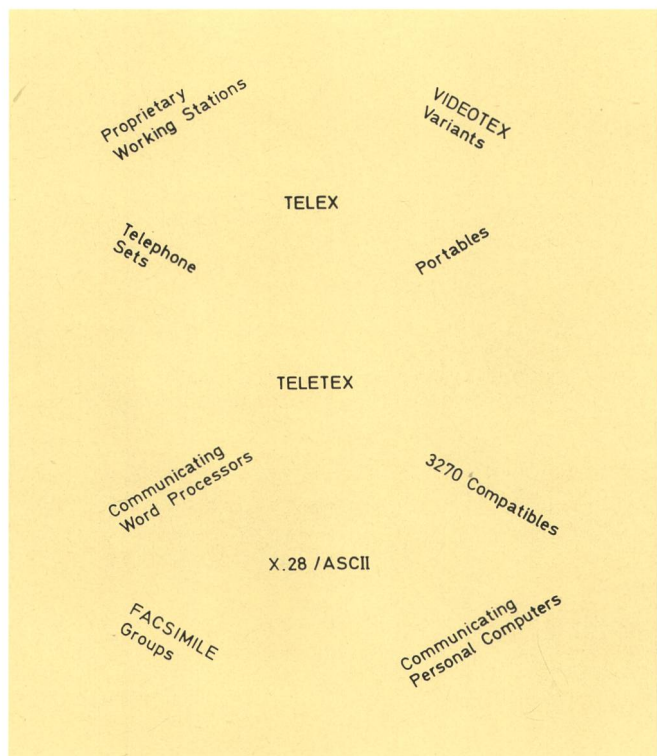 Proprietary
Working Stations
VIDEOTEX
Variants
TELEX
Telephone
Sets
Portables
TELETEX
Communicating
Word Processors
3270 Compatibles
X.28 / ASCII
FACSIMILE
Groups
Communicating
Personal Computers